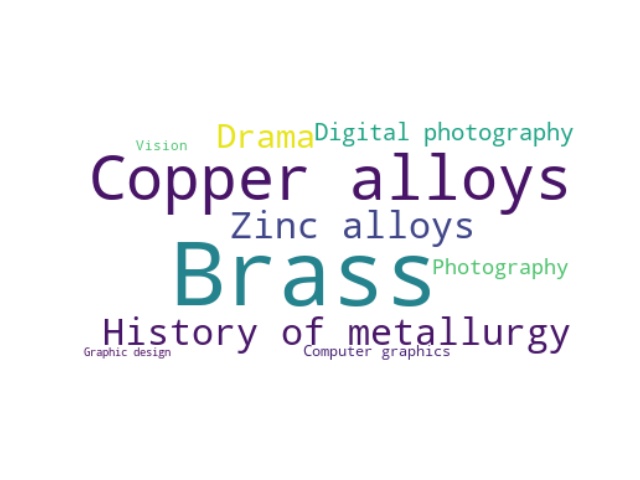 Vision
Drama
Digital photography
Copper alloys
Zinc alloys
Brass
Photography
History of metallurgy
Graphic design
Computer graphics